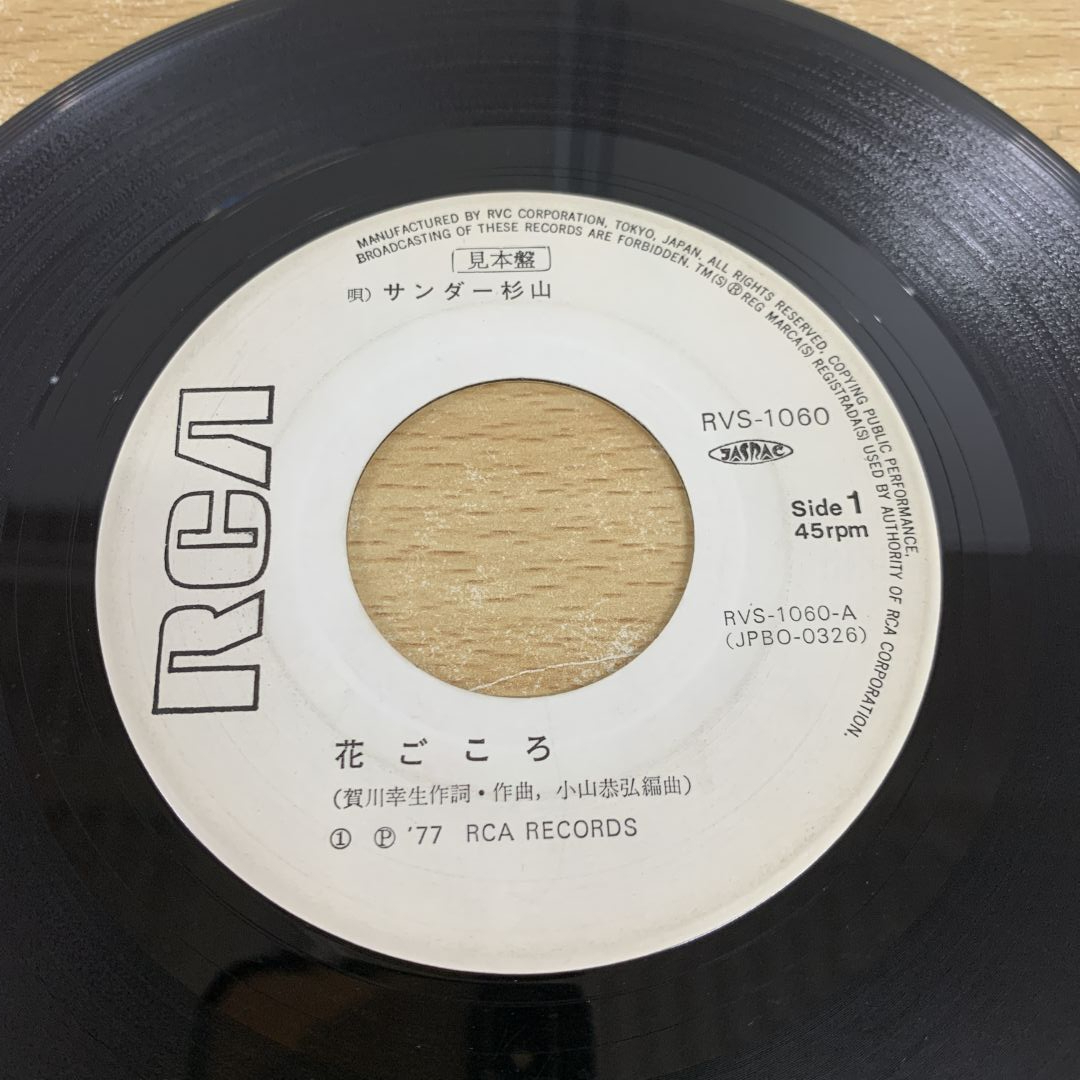 MANUFACTURED BY RVC CORPORATION, TOKYO, JAPAN. ALL RIGHTS RESERVED, COPYING PUBLIC PERFORMANCE,
BROADCASTING OF THESE RECORDS ARE FORBIDDEN. TM(S)®REG MARCA(S) REGISTRADA(S) USED BY AUTHORITY OF RCA CORPORATION.
見本盤
唄) サンダー杉山
RCA
RVS-1060
JASRAC
Side 1
45rpm
RVS-1060-A
(JPBO-0326)
花ごころ
(賀川幸生作詞・作曲, 小山恭弘編曲)
① Ⓟ '77 RCA RECORDS